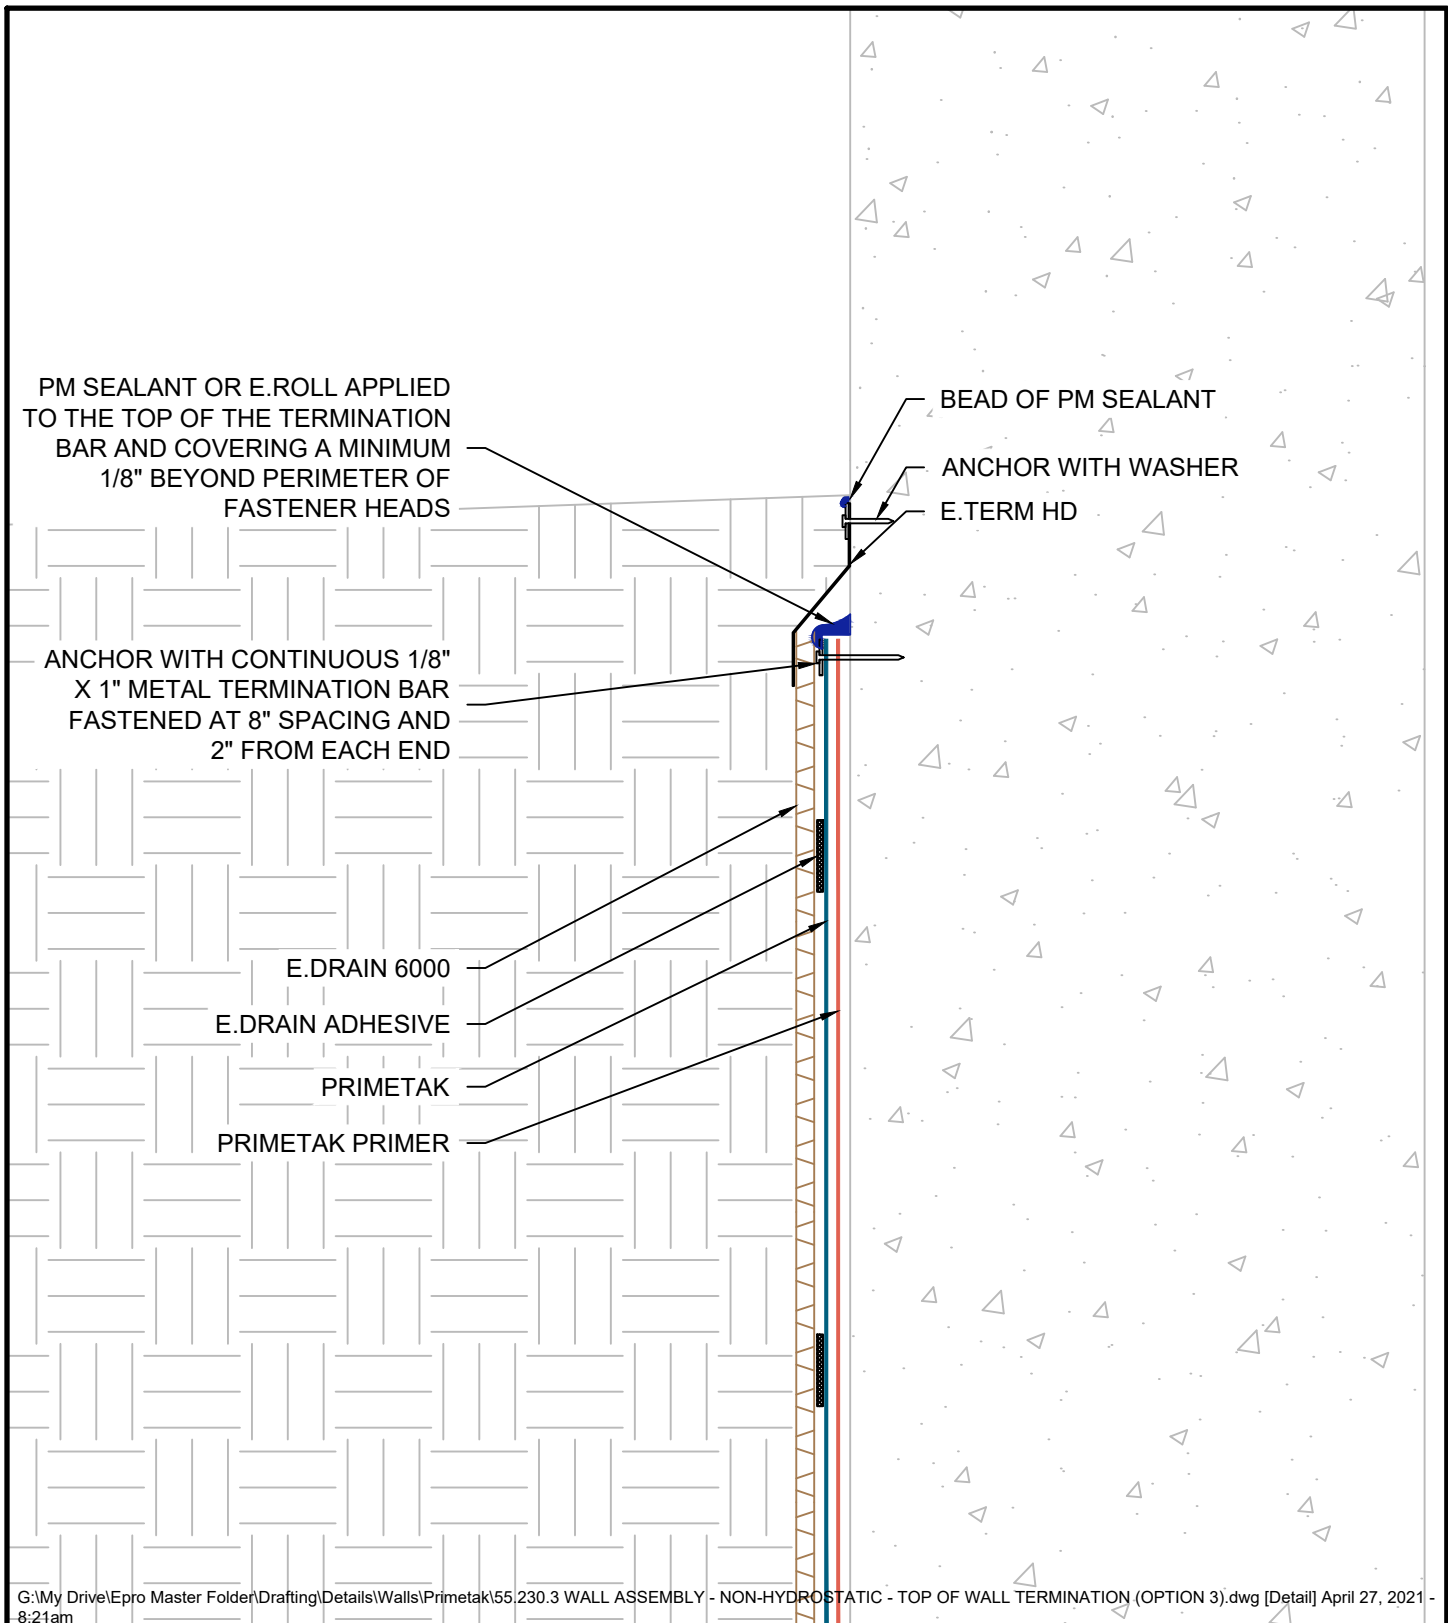 PM SEALANT OR E.ROLL APPLIED
TO THE TOP OF THE TERMINATION
BAR AND COVERING A MINIMUM
1/8" BEYOND PERIMETER OF
FASTENER HEADS
BEAD OF PM SEALANT
ANCHOR WITH WASHER
E.TERM HD
ANCHOR WITH CONTINUOUS 1/8"
X 1" METAL TERMINATION BAR
FASTENED AT 8" SPACING AND
2" FROM EACH END
E.DRAIN 6000
E.DRAIN ADHESIVE
PRIMETAK
PRIMETAK PRIMER
G:\My Drive\Epro Master Folder\Drafting\Details\Walls\Primetak\55.230.3 WALL ASSEMBLY - NON-HYDROSTATIC - TOP OF WALL TERMINATION (OPTION 3).dwg [Detail] April 27, 2021 -
8:21am